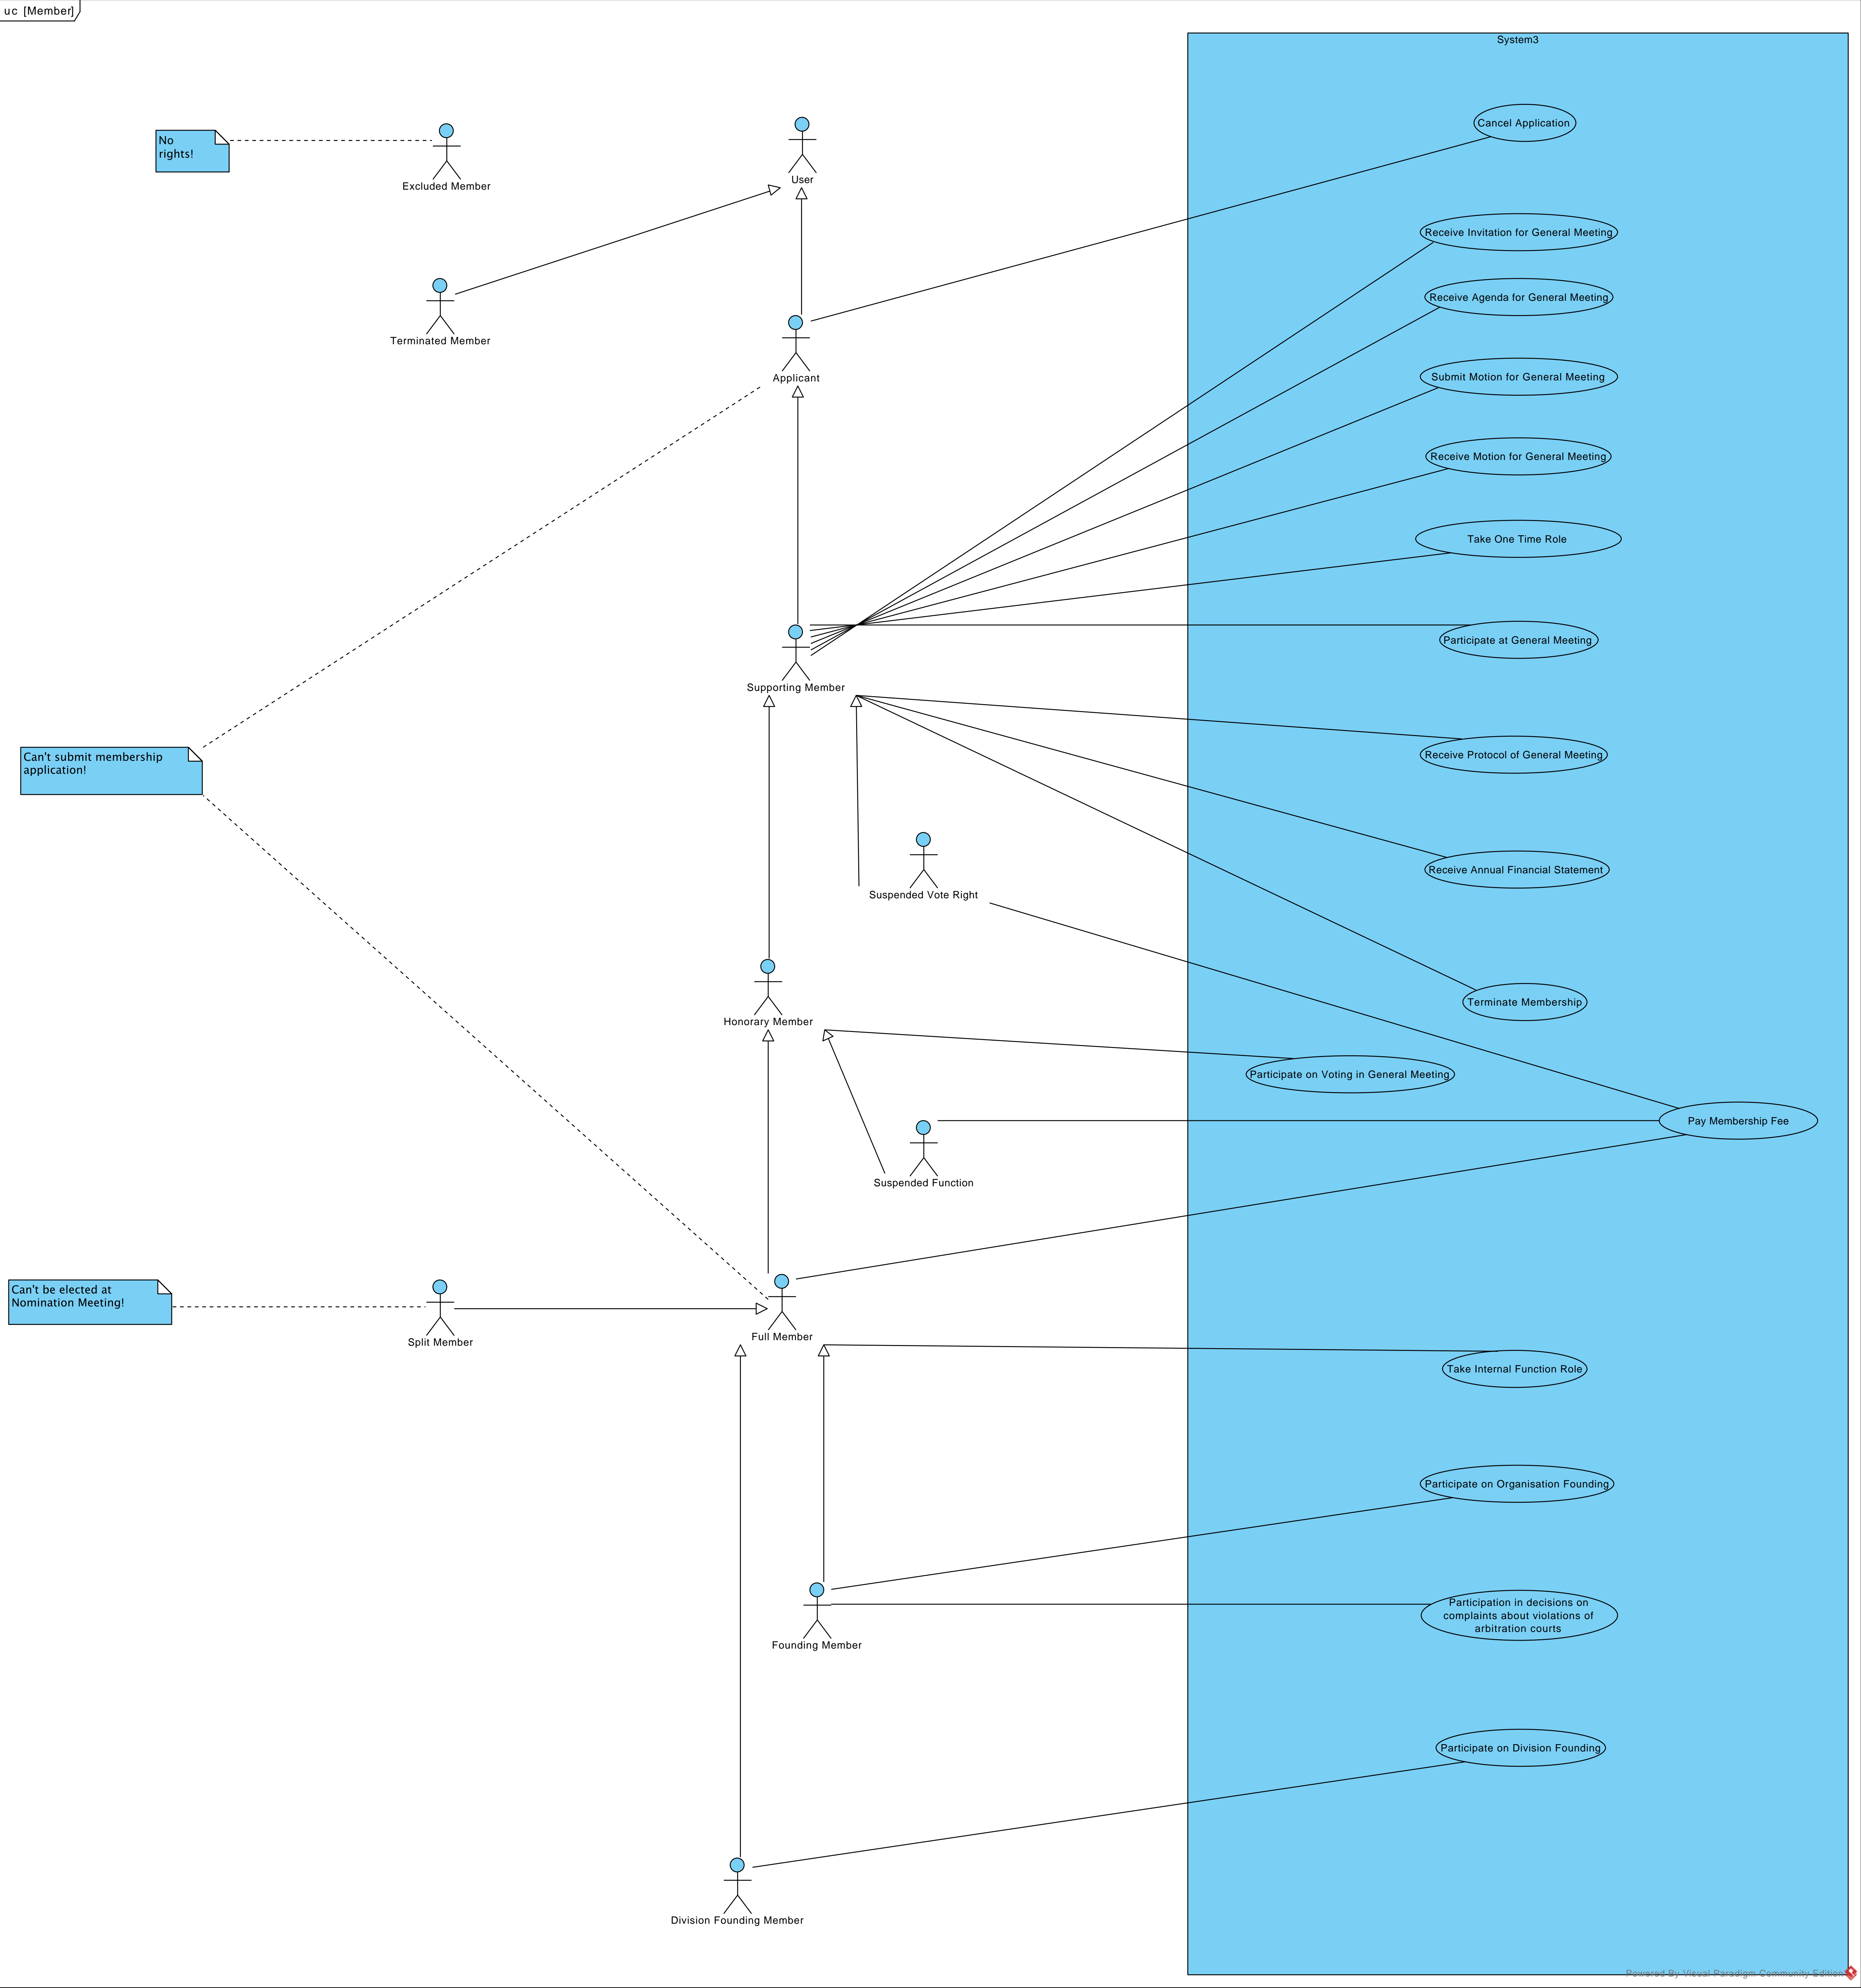 uc [Member]
System3
No
rights!
Excluded Member
User
Cancel Application
Receive Invitation for General Meeting
Terminated Member
Receive Agenda for General Meeting
Applicant
Submit Motion for General Meeting
Receive Motion for General Meeting
Take One Time Role
Participate at General Meeting
Supporting Member
Can't submit membership
application!
Receive Protocol of General Meeting
Suspended Vote Right
Receive Annual Financial Statement
Terminate Membership
Honorary Member
Participate on Voting in General Meeting
Pay Membership Fee
Suspended Function
Can't be elected at
Nomination Meeting!
Split Member
Full Member
Take Internal Function Role
Participate on Organisation Founding
Participation in decisions on
complaints about violations of
arbitration courts
Founding Member
Participate on Division Founding
Division Founding Member
Powered By Visual Paradigm Community Edition